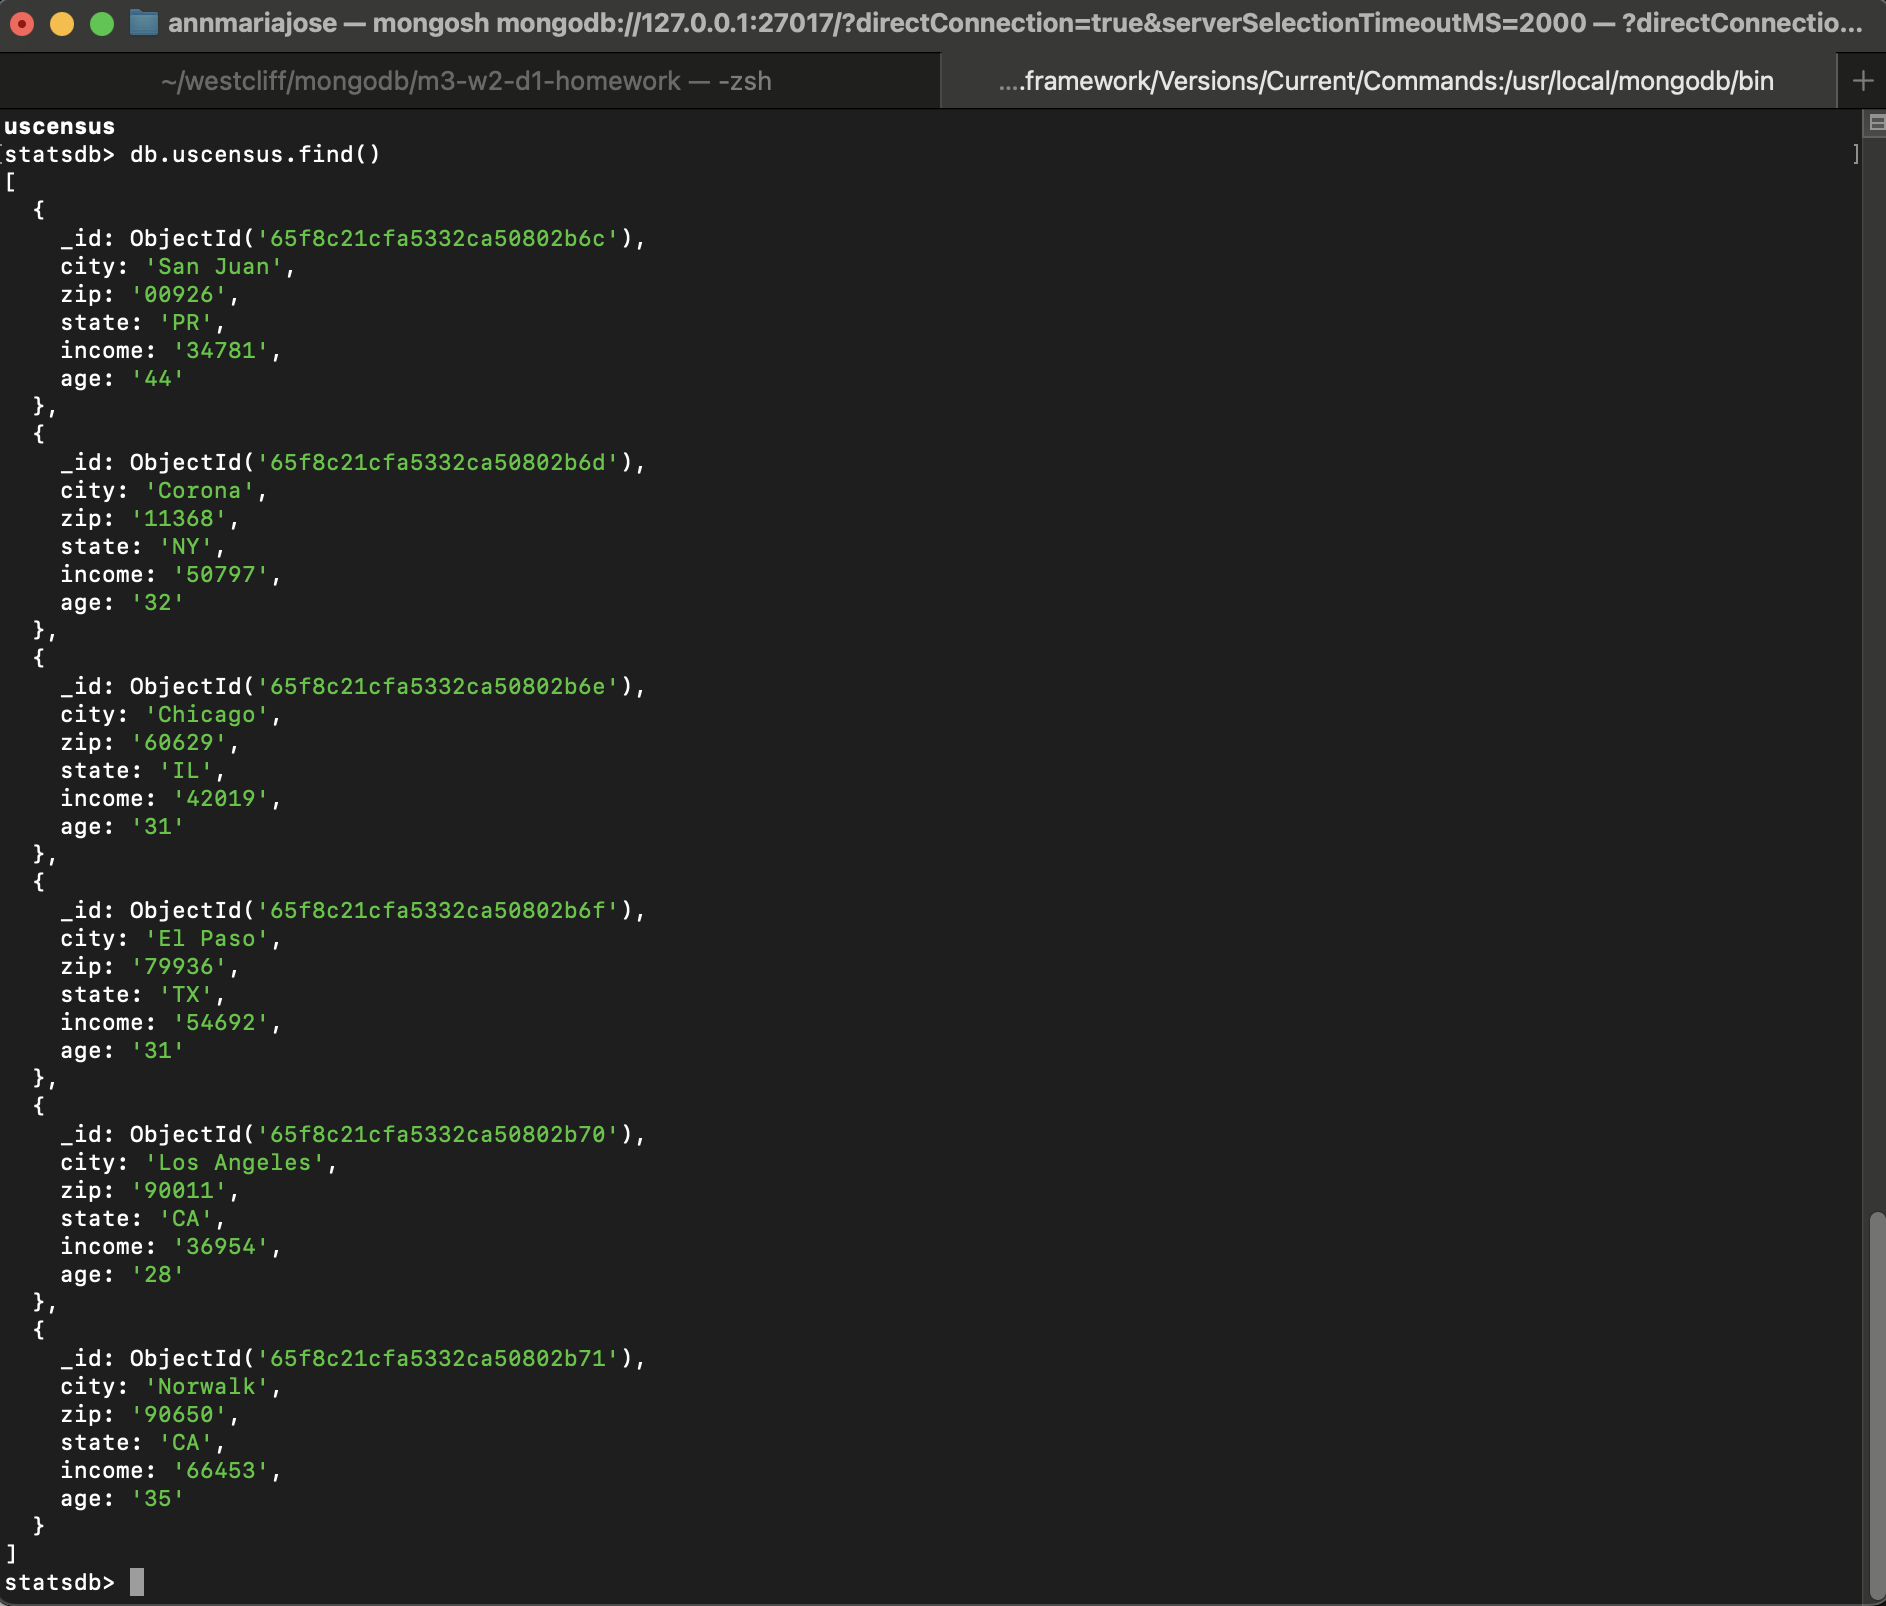 annmariajose — mongosh mongodb://127.0.0.1:27017/?directConnection=true&serverSelectionTimeoutMS=2000 — ?directConnectio...
~/westcliff/mongodb/m3-w2-d1-homework — -zsh
....framework/Versions/Current/Commands:/usr/local/mongodb/bin
uscensus
[statsdb> db.uscensus.find() ]
[
  {
    _id: ObjectId('65f8c21cfa5332ca50802b6c'),
    city: 'San Juan',
    zip: '00926',
    state: 'PR',
    income: '34781',
    age: '44'
  },
  {
    _id: ObjectId('65f8c21cfa5332ca50802b6d'),
    city: 'Corona',
    zip: '11368',
    state: 'NY',
    income: '50797',
    age: '32'
  },
  {
    _id: ObjectId('65f8c21cfa5332ca50802b6e'),
    city: 'Chicago',
    zip: '60629',
    state: 'IL',
    income: '42019',
    age: '31'
  },
  {
    _id: ObjectId('65f8c21cfa5332ca50802b6f'),
    city: 'El Paso',
    zip: '79936',
    state: 'TX',
    income: '54692',
    age: '31'
  },
  {
    _id: ObjectId('65f8c21cfa5332ca50802b70'),
    city: 'Los Angeles',
    zip: '90011',
    state: 'CA',
    income: '36954',
    age: '28'
  },
  {
    _id: ObjectId('65f8c21cfa5332ca50802b71'),
    city: 'Norwalk',
    zip: '90650',
    state: 'CA',
    income: '66453',
    age: '35'
  }
]
statsdb>